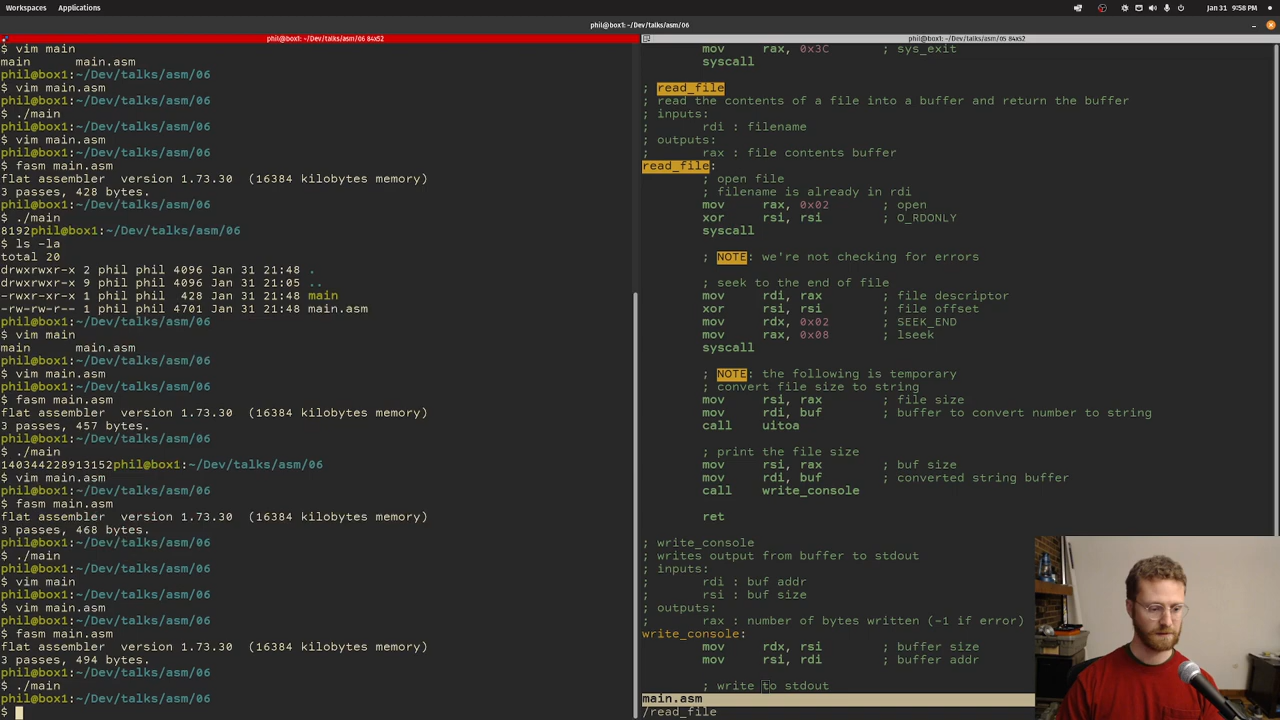 Workspaces Applications Jan 31 9:58 PM
phil@box1: ~/Dev/talks/asm/06
phil@box1: ~/Dev/talks/asm/06 84x52
$ vim main
main       main.asm
phil@box1:~/Dev/talks/asm/06
$ vim main.asm
phil@box1:~/Dev/talks/asm/06
$ ./main
phil@box1:~/Dev/talks/asm/06
$ vim main.asm
phil@box1:~/Dev/talks/asm/06
$ fasm main.asm
flat assembler  version 1.73.30  (16384 kilobytes memory)
3 passes, 428 bytes.
phil@box1:~/Dev/talks/asm/06
$ ./main
8192phil@box1:~/Dev/talks/asm/06
$ ls -la
total 20
drwxrwxr-x 2 phil phil 4096 Jan 31 21:48 .
drwxrwxr-x 9 phil phil 4096 Jan 31 21:05 ..
-rwxr-xr-x 1 phil phil  428 Jan 31 21:48 main
-rw-rw-r-- 1 phil phil 4701 Jan 31 21:48 main.asm
phil@box1:~/Dev/talks/asm/06
$ vim main
main      main.asm
phil@box1:~/Dev/talks/asm/06
$ vim main.asm
phil@box1:~/Dev/talks/asm/06
$ fasm main.asm
flat assembler  version 1.73.30  (16384 kilobytes memory)
3 passes, 457 bytes.
phil@box1:~/Dev/talks/asm/06
$ ./main
140344228913152phil@box1:~/Dev/talks/asm/06
$ vim main.asm
phil@box1:~/Dev/talks/asm/06
$ fasm main.asm
flat assembler  version 1.73.30  (16384 kilobytes memory)
3 passes, 468 bytes.
phil@box1:~/Dev/talks/asm/06
$ ./main
phil@box1:~/Dev/talks/asm/06
$ vim main
phil@box1:~/Dev/talks/asm/06
$ vim main.asm
phil@box1:~/Dev/talks/asm/06
$ fasm main.asm
flat assembler  version 1.73.30  (16384 kilobytes memory)
3 passes, 494 bytes.
phil@box1:~/Dev/talks/asm/06
$ ./main
phil@box1:~/Dev/talks/asm/06
$
phil@box1: ~/Dev/talks/asm/05 84x52
mov     rax, 0x3C       ; sys_exit
syscall
; read_file
; read the contents of a file into a buffer and return the buffer
; inputs:
;       rdi : filename
; outputs:
;       rax : file contents buffer
read_file:
; open file
; filename is already in rdi
mov     rax, 0x02       ; open
xor     rsi, rsi        ; O_RDONLY
syscall
; NOTE: we're not checking for errors
; seek to the end of file
mov     rdi, rax        ; file descriptor
xor     rsi, rsi        ; file offset
mov     rdx, 0x02       ; SEEK_END
mov     rax, 0x08       ; lseek
syscall
; NOTE: the following is temporary
; convert file size to string
mov     rsi, rax        ; file size
mov     rdi, buf        ; buffer to convert number to string
call    uitoa
; print the file size
mov     rsi, rax        ; buf size
mov     rdi, buf        ; converted string buffer
call    write_console
ret
; write_console
; writes output from buffer to stdout
; inputs:
;       rdi : buf addr
;       rsi : buf size
; outputs:
;       rax : number of bytes written (-1 if error)
write_console:
mov     rdx, rsi        ; buffer size
mov     rsi, rdi        ; buffer addr
; write to stdout
main.asm
/read_file